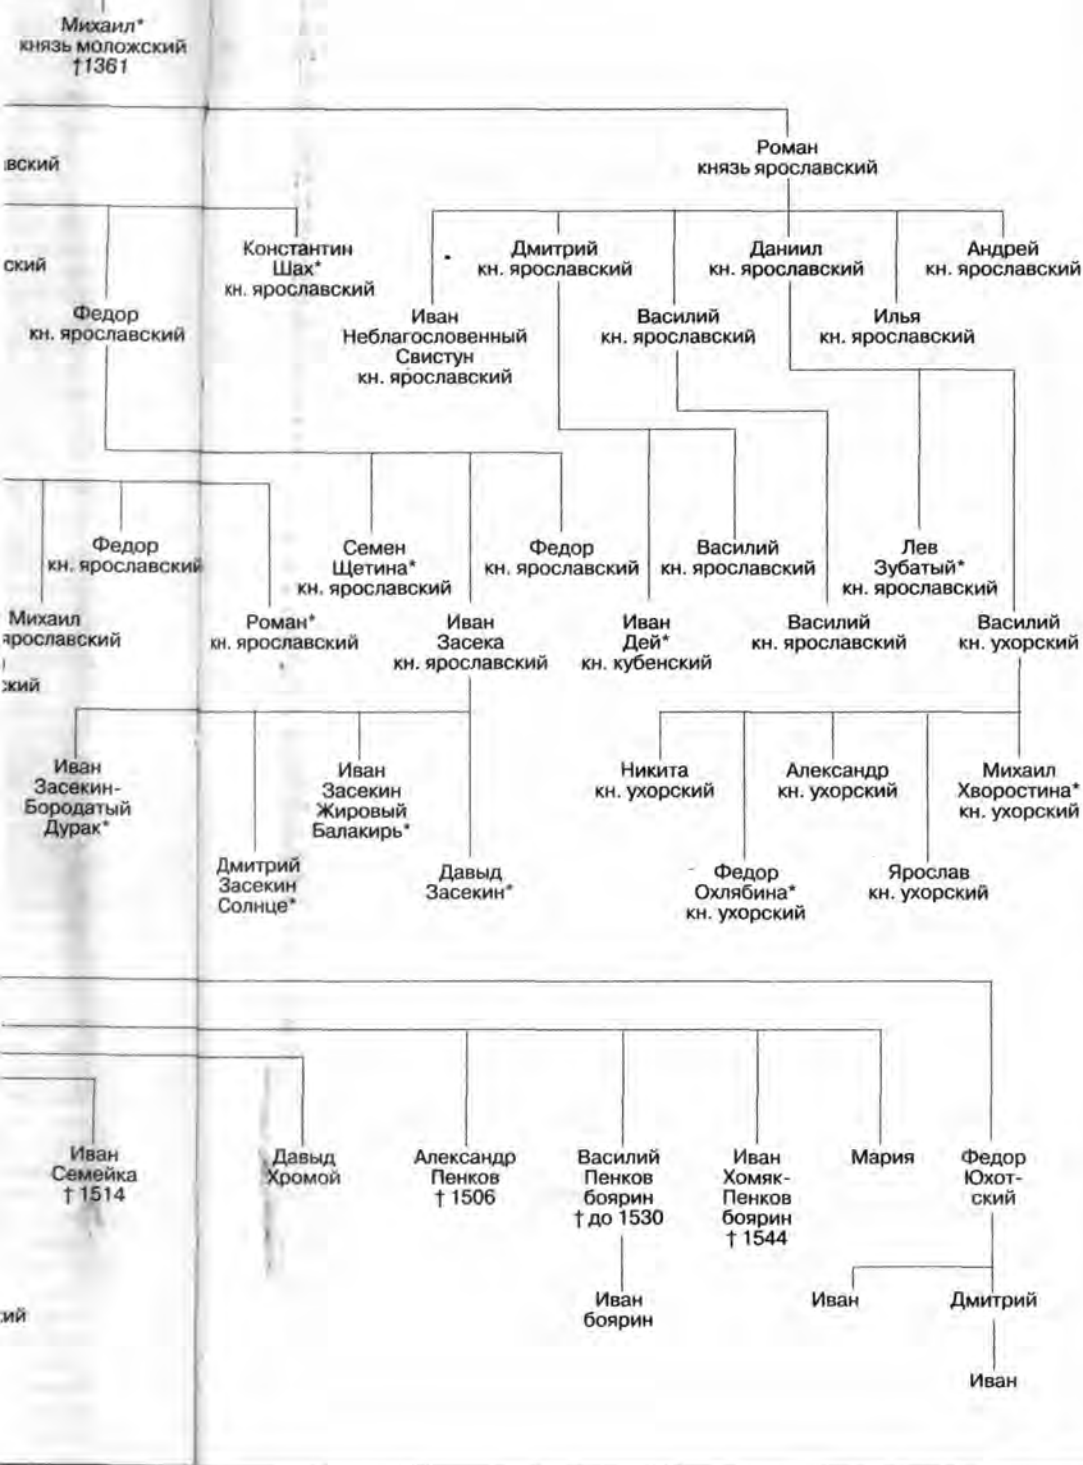 Михаил*
князь моложский
†1361
Роман
князь ярославский
вский
Константин
Шах*
кн. ярославский
Дмитрий
кн. ярославский
Даниил
кн. ярославский
Андрей
кн. ярославский
ский
Федор
кн. ярославский
Иван
Неблагословенный
Свистун
кн. ярославский
Василий
кн. ярославский
Илья
кн. ярославский
Федор
кн. ярославский
Семен
Щетина*
кн. ярославский
Федор
кн. ярославский
Василий
кн. ярославский
Лев
Зубатый*
кн. ярославский
Михаил
ярославский
Роман*
кн. ярославский
Иван
Засека
кн. ярославский
Иван
Дей*
кн. кубенский
Василий
кн. ярославский
Василий
кн. ухорский
ский
Иван
Засекин-
Бородатый
Дурак*
Иван
Засекин
Жировый
Балакирь*
Никита
кн. ухорский
Александр
кн. ухорский
Михаил
Хворостина*
кн. ухорский
Дмитрий
Засекин
Солнце*
Давыд
Засекин*
Федор
Охлябина*
кн. ухорский
Ярослав
кн. ухорский
Иван
Семейка
† 1514
Давыд
Хромой
Александр
Пенков
† 1506
Василий
Пенков
боярин
† до 1530
Иван
Хомяк-
Пенков
боярин
† 1544
Мария
Федор
Юхот-
ский
Иван
боярин
Иван
Дмитрий
ий
Иван